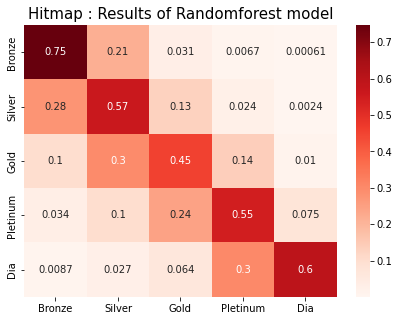 Hitmap : Results of Randomforest model
Bronze 0.75 0.21 0.031 0.0067 0.00061
Silver 0.28 0.57 0.13 0.024 0.0024
Gold 0.1 0.3 0.45 0.14 0.01
Pletinum 0.034 0.1 0.24 0.55 0.075
Dia 0.0087 0.027 0.064 0.3 0.6
Bronze Silver Gold Pletinum Dia
0.7
0.6
0.5
0.4
0.3
0.2
0.1